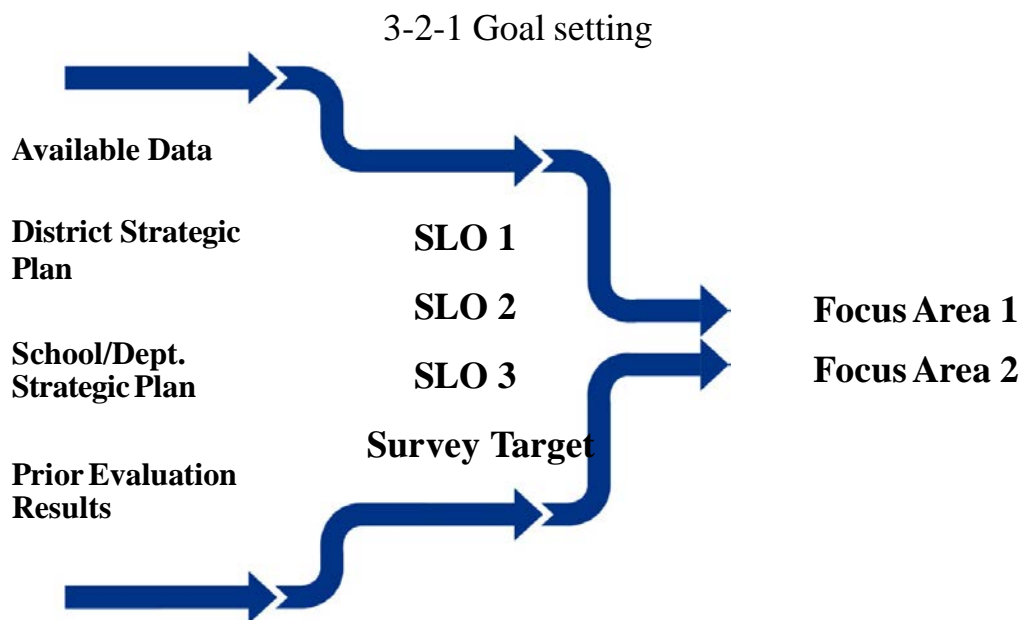 3-2-1 Goal setting
Available Data
District Strategic
Plan
School/Dept.
Strategic Plan
Prior Evaluation
Results
SLO 1
SLO 2
SLO 3
Survey Target
Focus Area 1
Focus Area 2